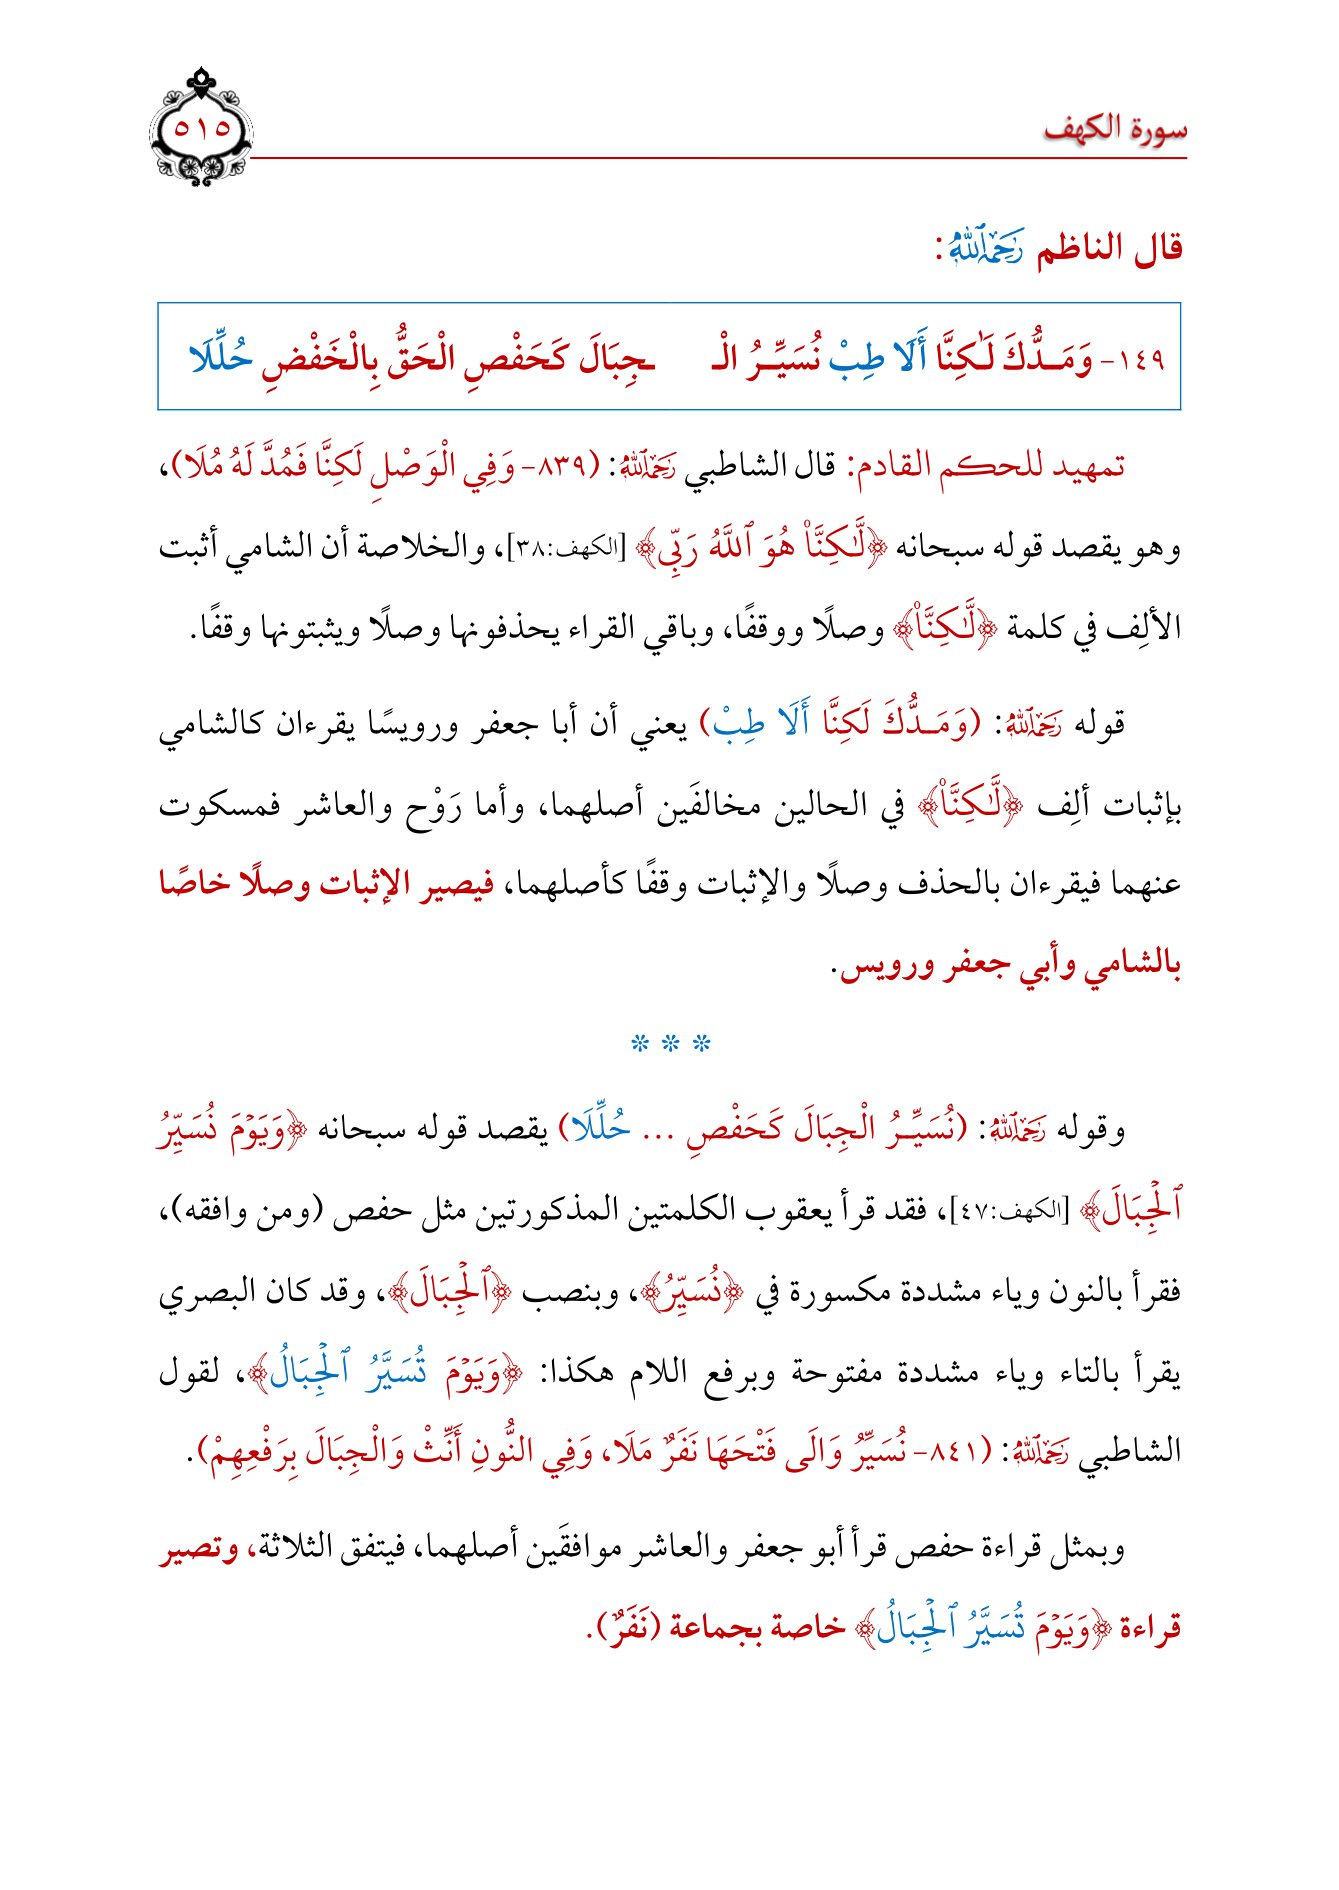 سورة الكهف
٥١٥
قال الناظم رَحِمَهُ ٱللَّهُ:
١٤٩- وَمَـدُّكَ لَـٰكِنَّا أَلَا طِبْ نُسَيِّـرُ الْـ ـجِبَالَ كَحَفْصِ الْحَقُّ بِالْخَفْضِ حُلِّلَا
تمهيد للحكم القادم: قال الشاطبي رَحِمَهُ ٱللَّهُ: (٨٣٩- وَفِي الْوَصْلِ لَكِنَّا فَمُدَّ لَهُ مُلَا)،
وهو يقصد قوله سبحانه ﴿لَّـٰكِنَّا۠ هُوَ ٱللَّهُ رَبِّي﴾ [الكهف:٣٨]، والخلاصة أن الشامي أثبت
الألِف في كلمة ﴿لَّـٰكِنَّا۠﴾ وصلًا ووقفًا، وباقي القراء يحذفونها وصلًا ويثبتونها وقفًا.
قوله رَحِمَهُ ٱللَّهُ: (وَمَـدُّكَ لَكِنَّا أَلَا طِبْ) يعني أن أبا جعفر ورويسًا يقرءان كالشامي
بإثبات ألِف ﴿لَّـٰكِنَّا۠﴾ في الحالين مخالفَين أصلهما، وأما رَوْح والعاشر فمسكوت
عنهما فيقرءان بالحذف وصلًا والإثبات وقفًا كأصلهما، فيصير الإثبات وصلًا خاصًا
بالشامي وأبي جعفر ورويس.
* * *
وقوله رَحِمَهُ ٱللَّهُ: (نُسَيِّـرُ الْجِبَالَ كَحَفْصِ ... حُلِّلَا) يقصد قوله سبحانه ﴿وَيَوْمَ نُسَيِّرُ
ٱلْجِبَالَ﴾ [الكهف:٤٧]، فقد قرأ يعقوب الكلمتين المذكورتين مثل حفص (ومن وافقه)،
فقرأ بالنون وياء مشددة مكسورة في ﴿نُسَيِّرُ﴾، وبنصب ﴿ٱلْجِبَالَ﴾، وقد كان البصري
يقرأ بالتاء وياء مشددة مفتوحة وبرفع اللام هكذا: ﴿وَيَوْمَ تُسَيَّرُ ٱلْجِبَالُ﴾، لقول
الشاطبي رَحِمَهُ ٱللَّهُ: (٨٤١- نُسَيِّرُ وَالَى فَتْحَهَا نَفَرٌ مَلَا، وَفِي النُّونِ أَنِّثْ وَالْجِبَالَ بِرَفْعِهِمْ).
وبمثل قراءة حفص قرأ أبو جعفر والعاشر موافقَين أصلهما، فيتفق الثلاثة، وتصير
قراءة ﴿وَيَوْمَ تُسَيَّرُ ٱلْجِبَالُ﴾ خاصة بجماعة (نَفَرٌ).